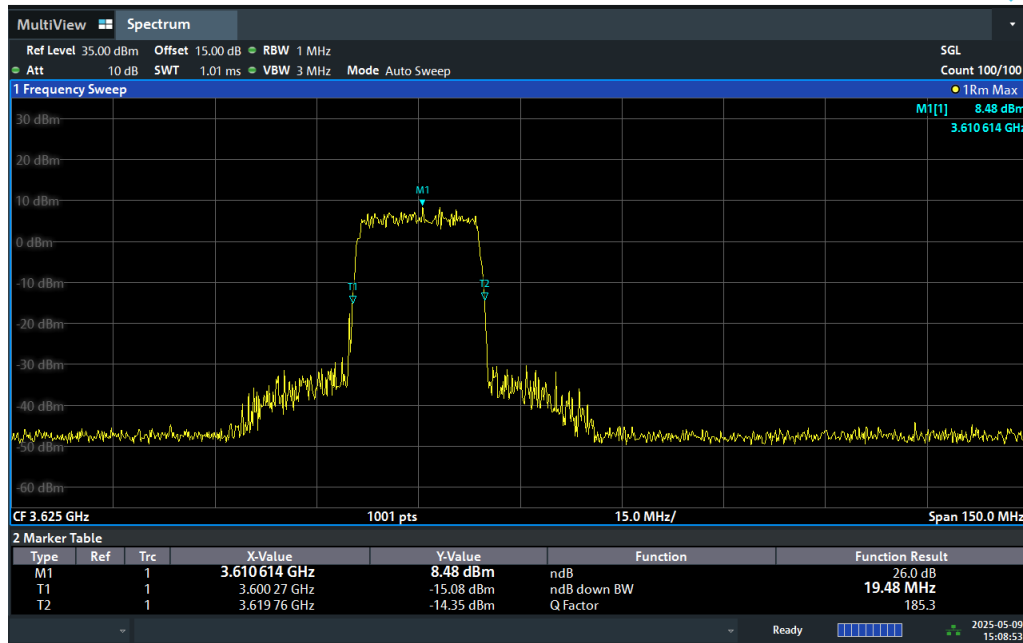 MultiView Spectrum
Ref Level 35.00 dBm Offset 15.00 dB RBW 1 MHz SGL
Att 10 dB SWT 1.01 ms VBW 3 MHz Mode Auto Sweep Count 100/100
1 Frequency Sweep 1Rm Max
M1[1] 8.48 dBm
3.610 614 GHz
30 dBm
20 dBm
M1
10 dBm
0 dBm
-10 dBm
T1 T2
-20 dBm
-30 dBm
-40 dBm
-50 dBm
-60 dBm
CF 3.625 GHz 1001 pts 15.0 MHz/ Span 150.0 MHz
2 Marker Table
Type Ref Trc X-Value Y-Value Function Function Result
M1 1 3.610 614 GHz 8.48 dBm ndB 26.0 dB
T1 1 3.600 27 GHz -15.08 dBm ndB down BW 19.48 MHz
T2 1 3.619 76 GHz -14.35 dBm Q Factor 185.3
Ready 2025-05-09
15:08:53